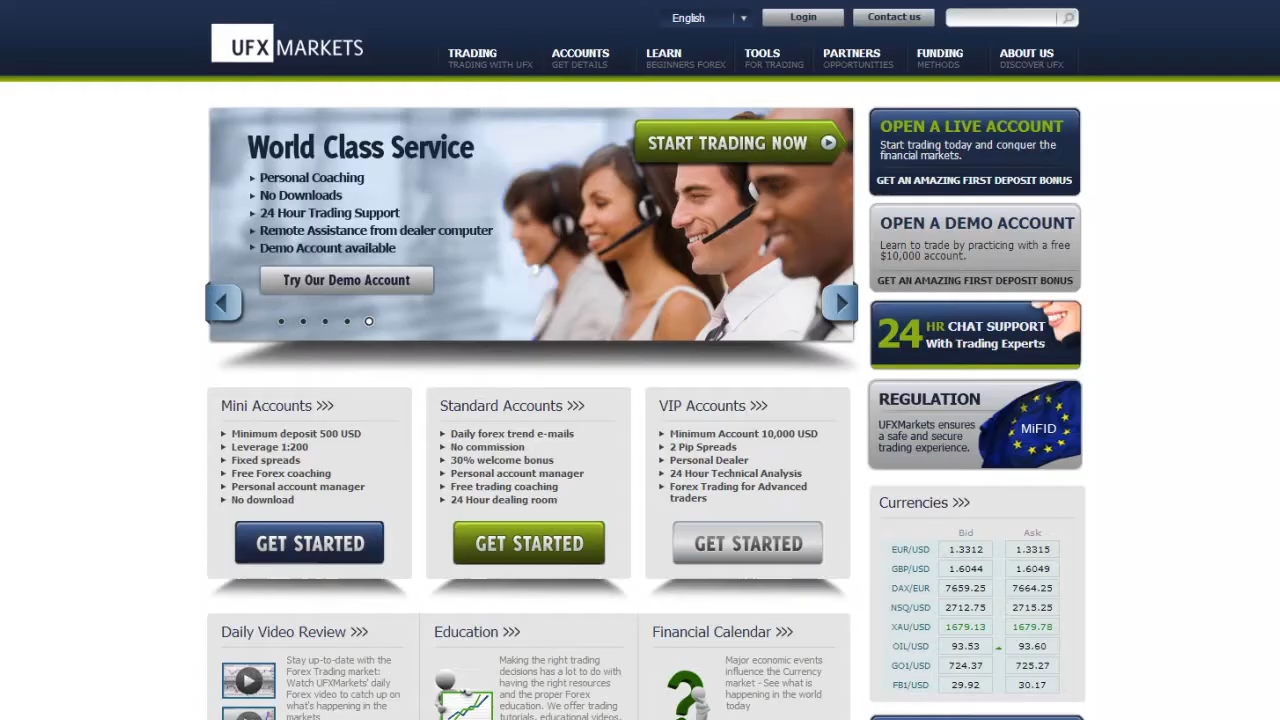 English
Login
Contact us
UFXMARKETS
TRADING
TRADING WITH UFX
ACCOUNTS
GET DETAILS
LEARN
BEGINNERS FOREX
TOOLS
FOR TRADING
PARTNERS
OPPORTUNITIES
FUNDING
METHODS
ABOUT US
DISCOVER UFX
World Class Service
Personal Coaching
No Downloads
24 Hour Trading Support
Remote Assistance from dealer computer
Demo Account available
Try Our Demo Account
START TRADING NOW
OPEN A LIVE ACCOUNT
Start trading today and conquer the
financial markets.
GET AN AMAZING FIRST DEPOSIT BONUS
OPEN A DEMO ACCOUNT
Learn to trade by practicing with a free
$10,000 account.
GET AN AMAZING FIRST DEPOSIT BONUS
24 HR CHAT SUPPORT
With Trading Experts
REGULATION
UFXMarkets ensures
a safe and secure
trading experience.
MiFID
Mini Accounts >>>
Minimum deposit 500 USD
Leverage 1:200
Fixed spreads
Free Forex coaching
Personal account manager
No download
GET STARTED
Standard Accounts >>>
Daily forex trend e-mails
No commission
30% welcome bonus
Personal account manager
Free trading coaching
24 Hour dealing room
GET STARTED
VIP Accounts >>>
Minimum Account 10,000 USD
2 Pip Spreads
Personal Dealer
24 Hour Technical Analysis
Forex Trading for Advanced
traders
GET STARTED
Currencies >>>
Bid Ask
EUR/USD 1.3312 1.3315
GBP/USD 1.6044 1.6049
DAX/EUR 7659.25 7664.25
NSQ/USD 2712.75 2715.25
XAU/USD 1679.13 1679.78
OIL/USD 93.53 93.60
GO1/USD 724.37 725.27
FB1/USD 29.92 30.17
Daily Video Review >>>
Stay up-to-date with the
Forex Trading market:
Watch UFXMarkets' daily
Forex video to catch up on
what's happening in the
markets
Education >>>
Making the right trading
decisions has a lot to do with
having the right resources
and the proper Forex
education. We offer trading
tutorials, educational videos,
Financial Calendar >>>
Major economic events
influence the Currency
market - See what is
happening in the world
today